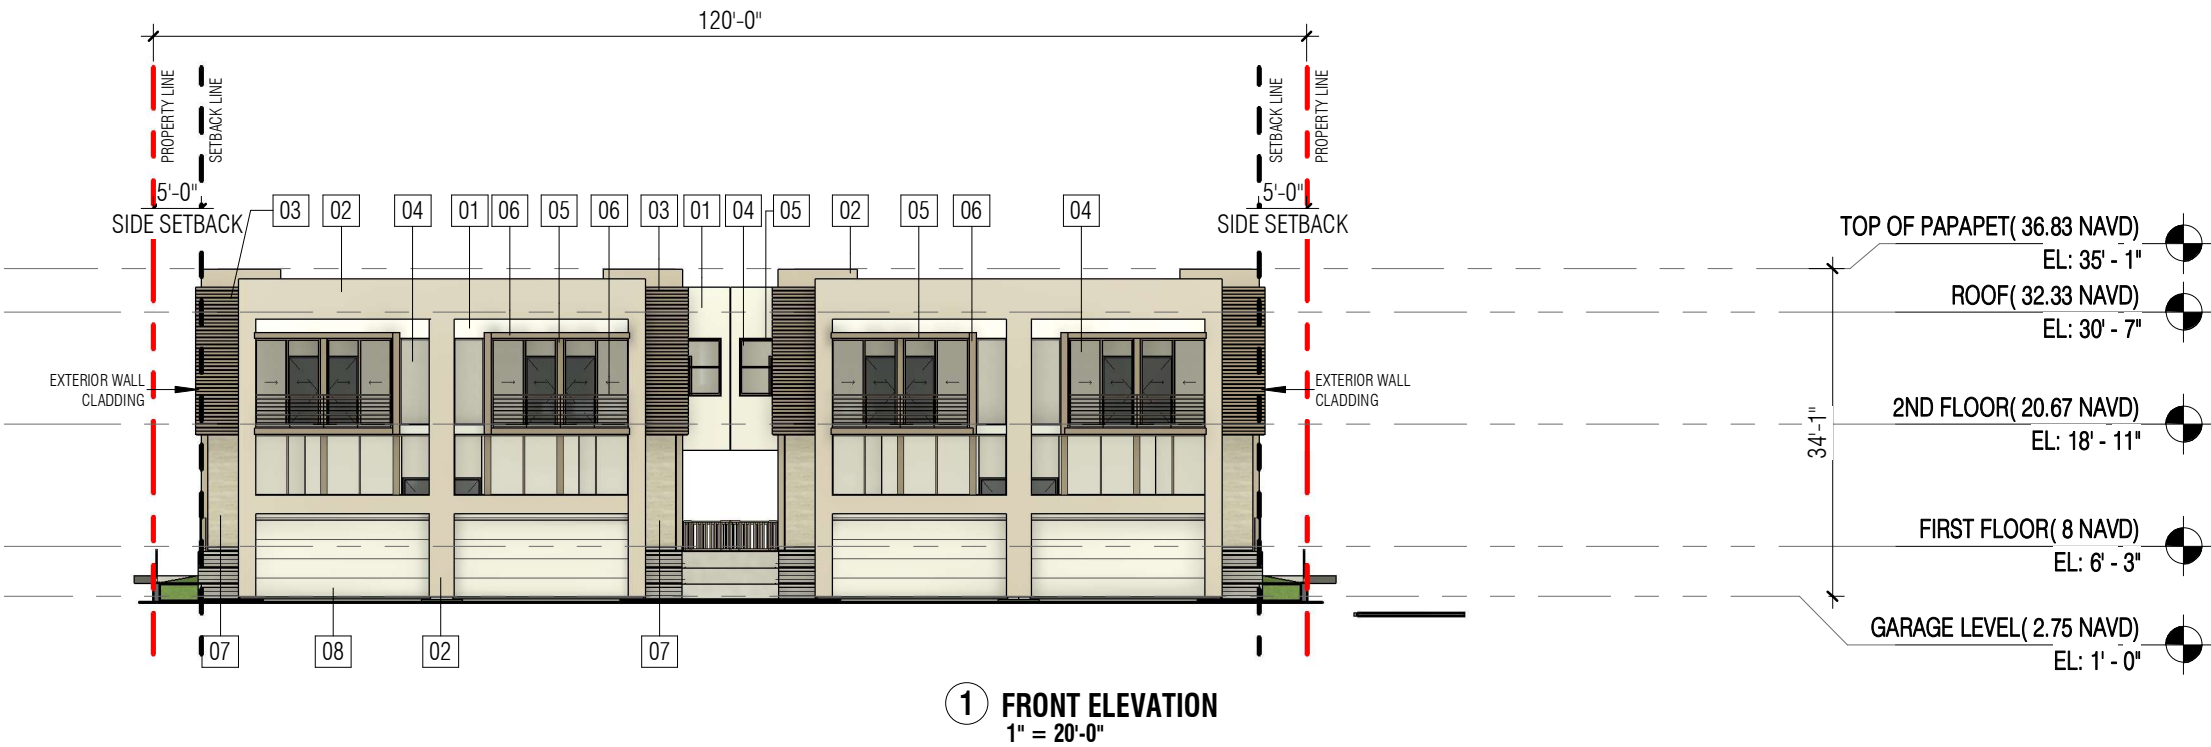 120'-0"
PROPERTY LINE
SETBACK LINE
SETBACK LINE
PROPERTY LINE
5'-0"
SIDE SETBACK
5'-0"
SIDE SETBACK
03
02
04
01
06
05
06
03
01
04
05
02
05
06
04
TOP OF PAPAPET( 36.83 NAVD)
EL: 35' - 1"
ROOF( 32.33 NAVD)
EL: 30' - 7"
EXTERIOR WALL
CLADDING
EXTERIOR WALL
CLADDING
2ND FLOOR( 20.67 NAVD)
EL: 18' - 11"
34'-1"
FIRST FLOOR( 8 NAVD)
EL: 6' - 3"
GARAGE LEVEL( 2.75 NAVD)
EL: 1' - 0"
07
08
02
07
1 FRONT ELEVATION
1" = 20'-0"